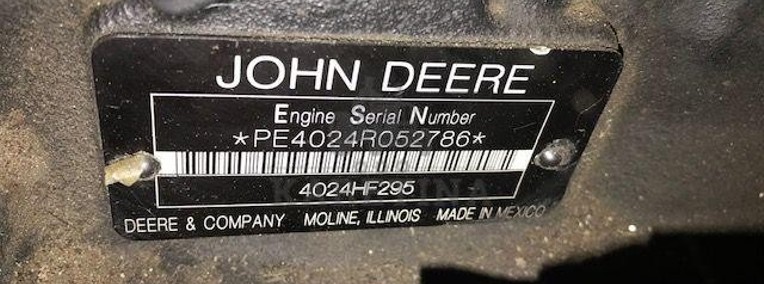 JOHN DEERE
Engine Serial Number
*PE4024R052786*
4024HF295
DEERE & COMPANY MOLINE, ILLINOIS MADE IN MEXICO